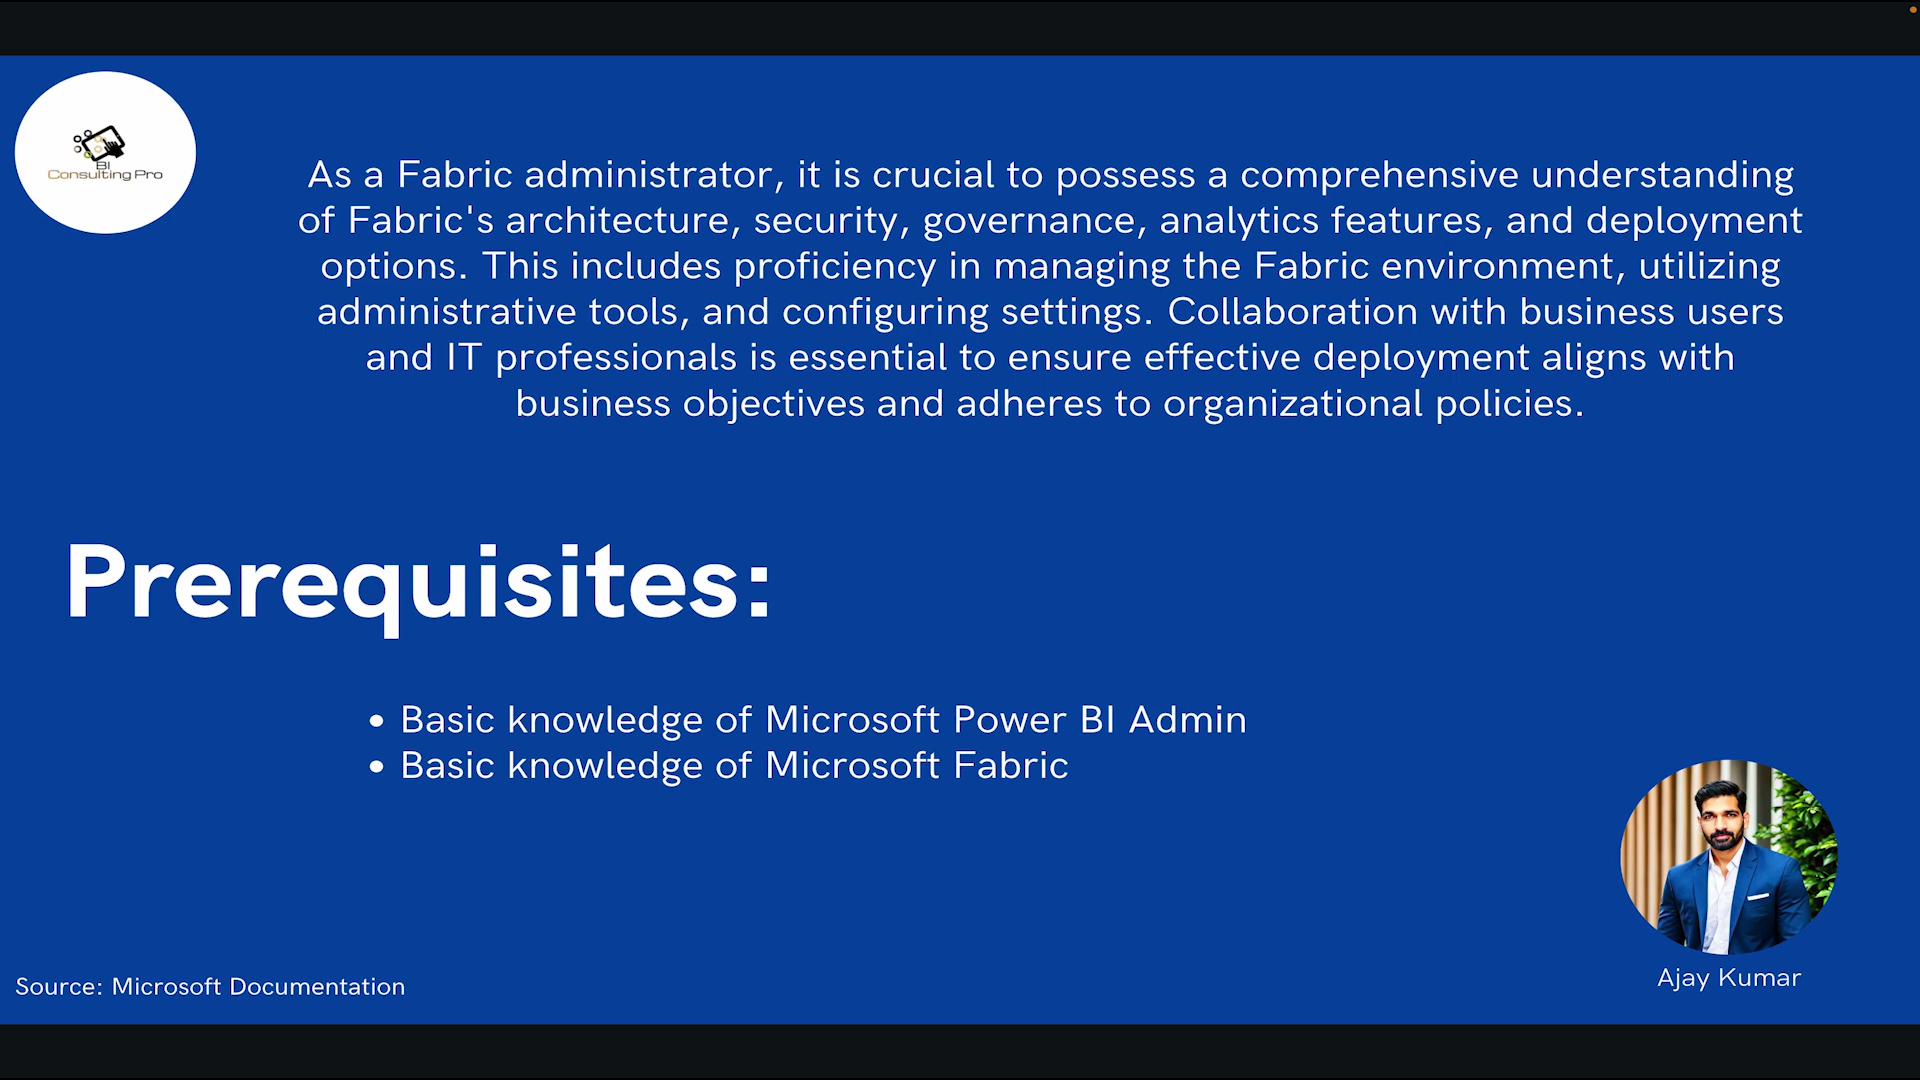 BI
Consulting Pro
As a Fabric administrator, it is crucial to possess a comprehensive understanding
of Fabric's architecture, security, governance, analytics features, and deployment
options. This includes proficiency in managing the Fabric environment, utilizing
administrative tools, and configuring settings. Collaboration with business users
and IT professionals is essential to ensure effective deployment aligns with
business objectives and adheres to organizational policies.
Prerequisites:
• Basic knowledge of Microsoft Power BI Admin
• Basic knowledge of Microsoft Fabric
Ajay Kumar
Source: Microsoft Documentation